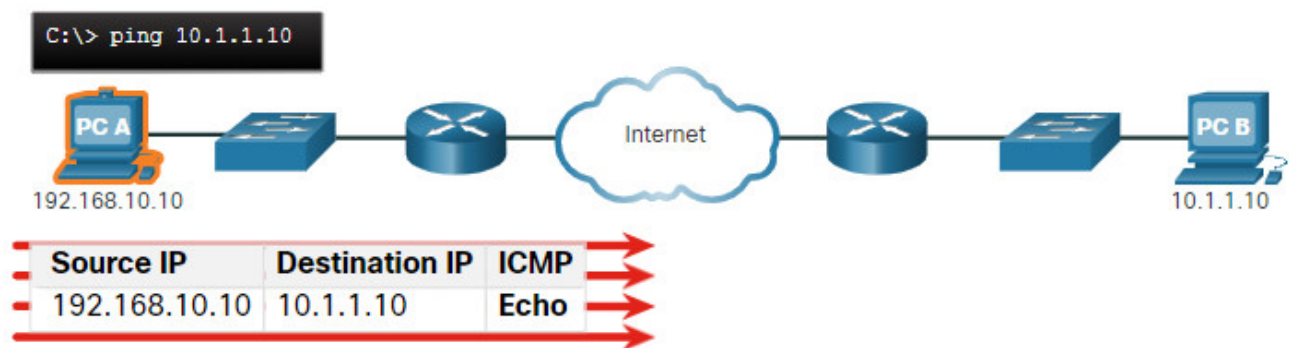 C:\> ping 10.1.1.10
PC A
Internet
PC B
192.168.10.10
10.1.1.10
Source IP Destination IP ICMP
192.168.10.10 10.1.1.10 Echo